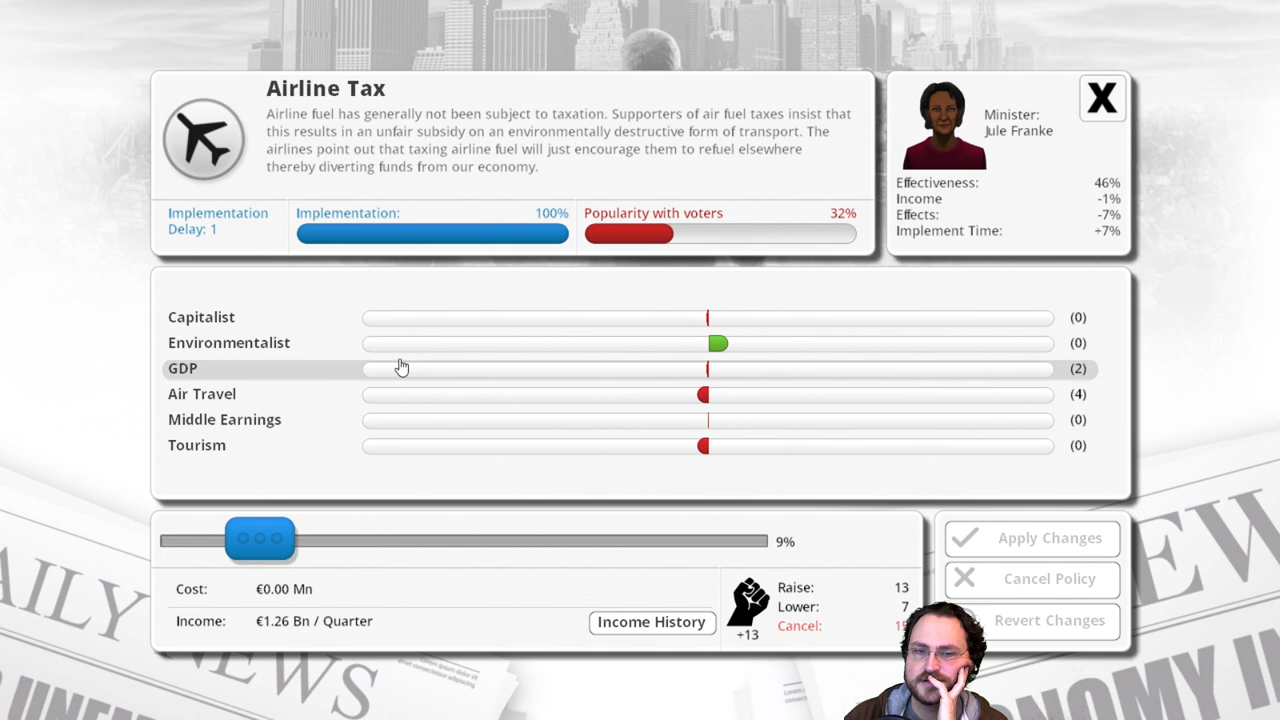 Airline Tax
Airline fuel has generally not been subject to taxation. Supporters of air fuel taxes insist that
this results in an unfair subsidy on an environmentally destructive form of transport. The
airlines point out that taxing airline fuel will just encourage them to refuel elsewhere
thereby diverting funds from our economy.
Implementation
Delay: 1
Implementation: 100%
Popularity with voters 32%
X
Minister:
Jule Franke
Effectiveness: 46%
Income -1%
Effects: -7%
Implement Time: +7%
Capitalist (0)
Environmentalist (0)
GDP (2)
Air Travel (4)
Middle Earnings (0)
Tourism (0)
9%
Cost: €0.00 Mn
Income: €1.26 Bn / Quarter
Income History
+13
Raise: 13
Lower: 7
Cancel:
Apply Changes
Cancel Policy
Revert Changes
AILY
NEWS
NEW
ONOMY IN